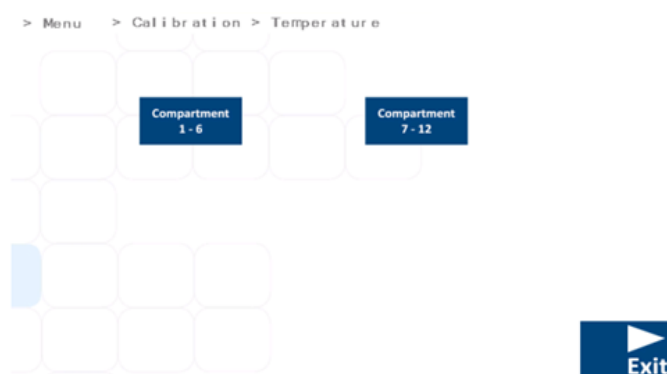 > Menu > Calibration > Temperature
Compartment
1 - 6
Compartment
7 - 12
Exit